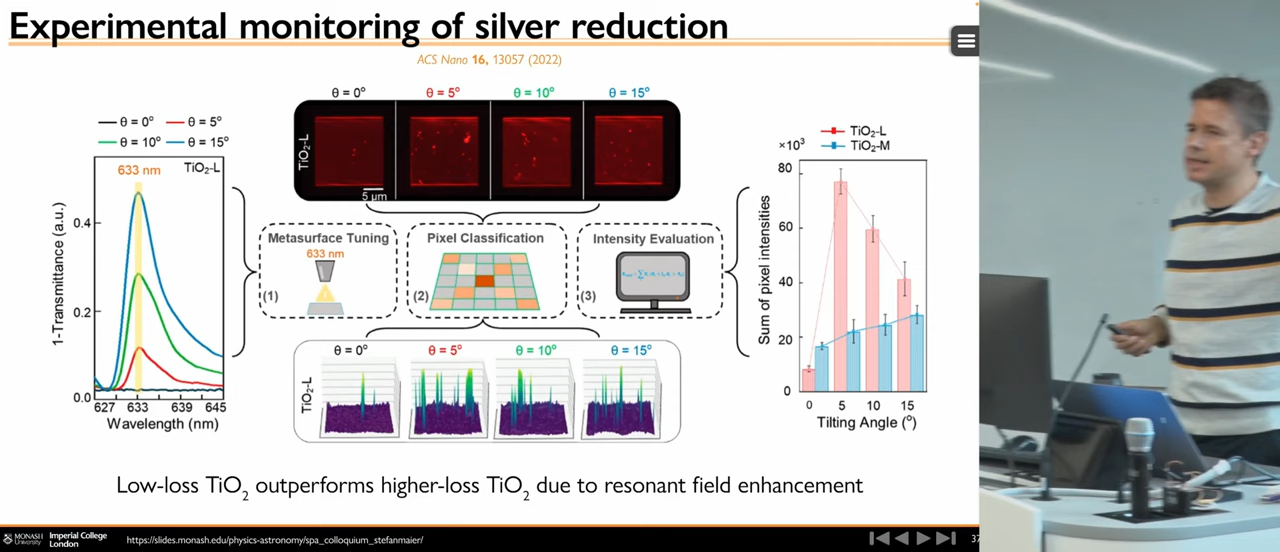 Experimental monitoring of silver reduction
ACS Nano 16, 13057 (2022)
θ = 0° θ = 5°
θ = 10° θ = 15°
TiO2-L
633 nm
0.4
0.2
0.0
627 633 639 645
1-Transmittance (a.u.)
Wavelength (nm)
θ = 0° θ = 5° θ = 10° θ = 15°
TiO2-L
5 μm
Metasurface Tuning
633 nm
(1)
Pixel Classification
(2)
Intensity Evaluation
(3)
θ = 0° θ = 5° θ = 10° θ = 15°
TiO2-L
TiO2-L
TiO2-M
×10³
80
60
40
20
0
0 5 10 15
Sum of pixel intensities
Tilting Angle (°)
Low-loss TiO2 outperforms higher-loss TiO2 due to resonant field enhancement
MONASH University
Imperial College London
https://slides.monash.edu/physics-astronomy/spa_colloquium_stefanmaier/